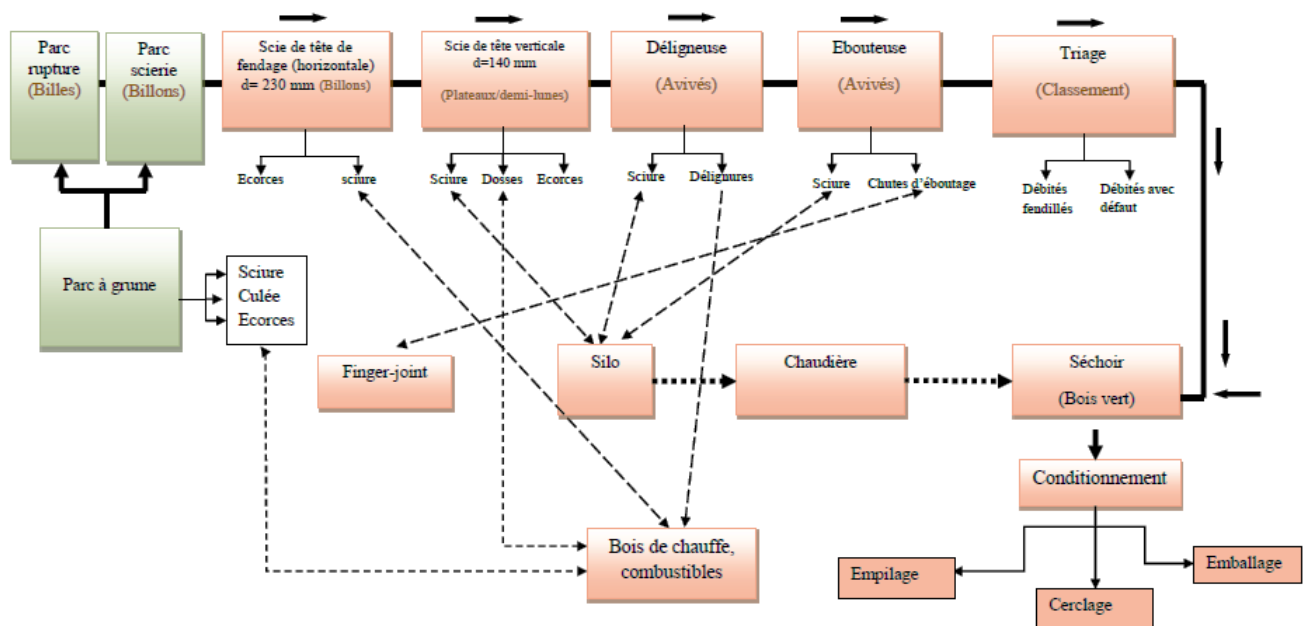 Parc
rupture
(Billes)
Parc
scierie
(Billons)
Scie de tête de
fendage (horizontale)
d= 230 mm (Billons)
Scie de tête verticale
d=140 mm
(Plateaux/demi-lunes)
Déligneuse
(Avivés)
Ebouteuse
(Avivés)
Triage
(Classement)
Ecorces
sciure
Sciure
Dosses
Ecorces
Sciure
Délignures
Sciure
Chutes d'éboutage
Débités
fendillés
Débités avec
défaut
Parc à grume
Sciure
Culée
Ecorces
Finger-joint
Silo
Chaudière
Séchoir
(Bois vert)
Conditionnement
Bois de chauffe,
combustibles
Empilage
Cerclage
Emballage